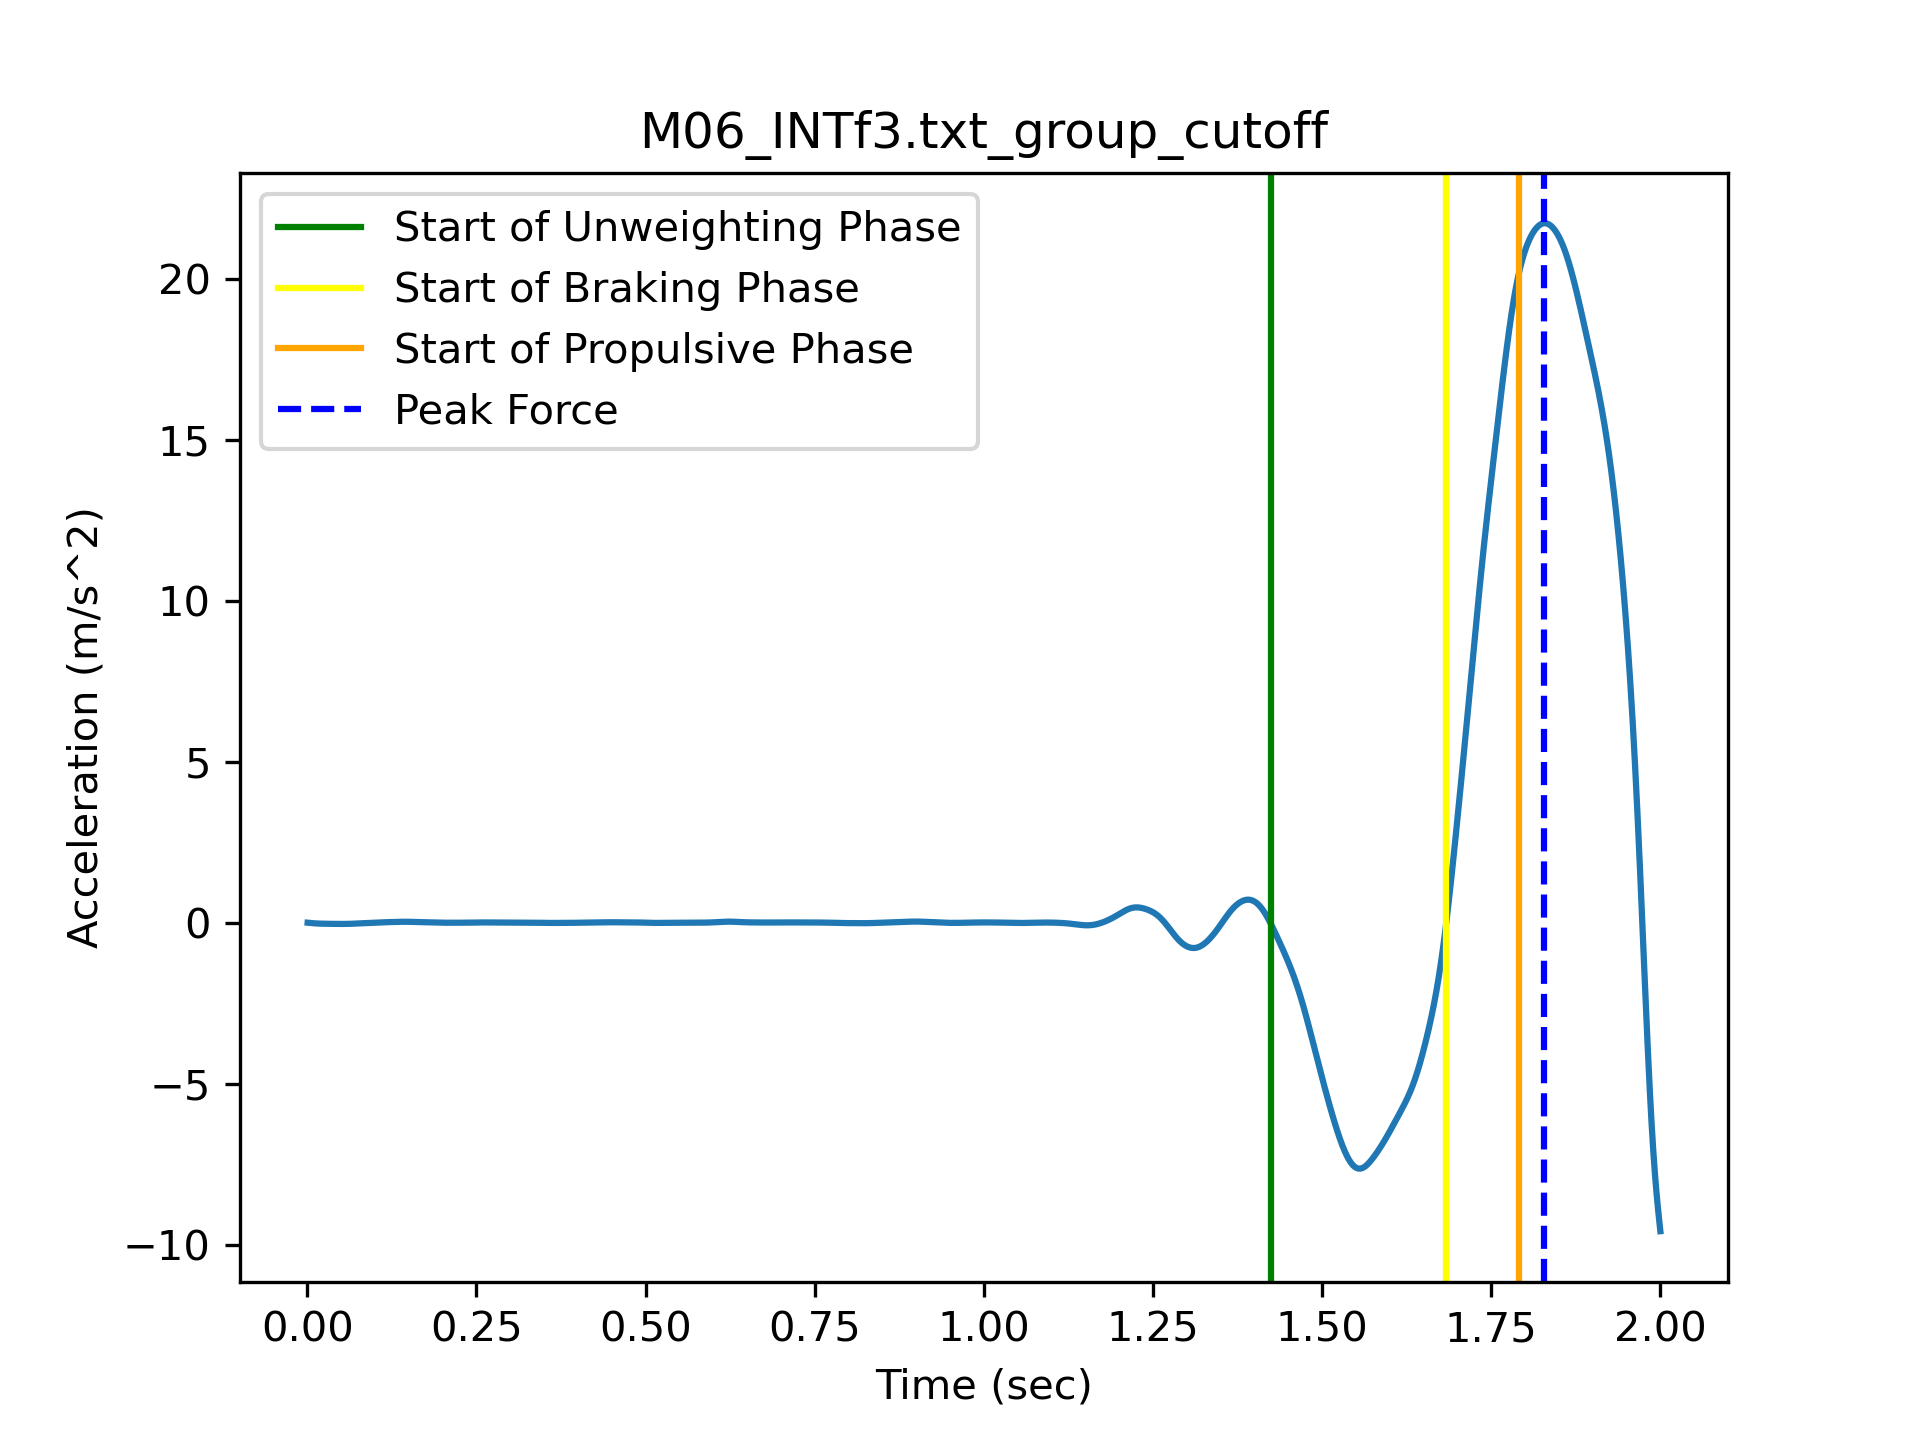 M06_INTf3.txt_group_cutoff
Start of Unweighting Phase
Start of Braking Phase
Start of Propulsive Phase
Peak Force
Acceleration (m/s^2)
20
15
10
5
0
−5
−10
0.00 0.25 0.50 0.75 1.00 1.25 1.50 1.75 2.00
Time (sec)